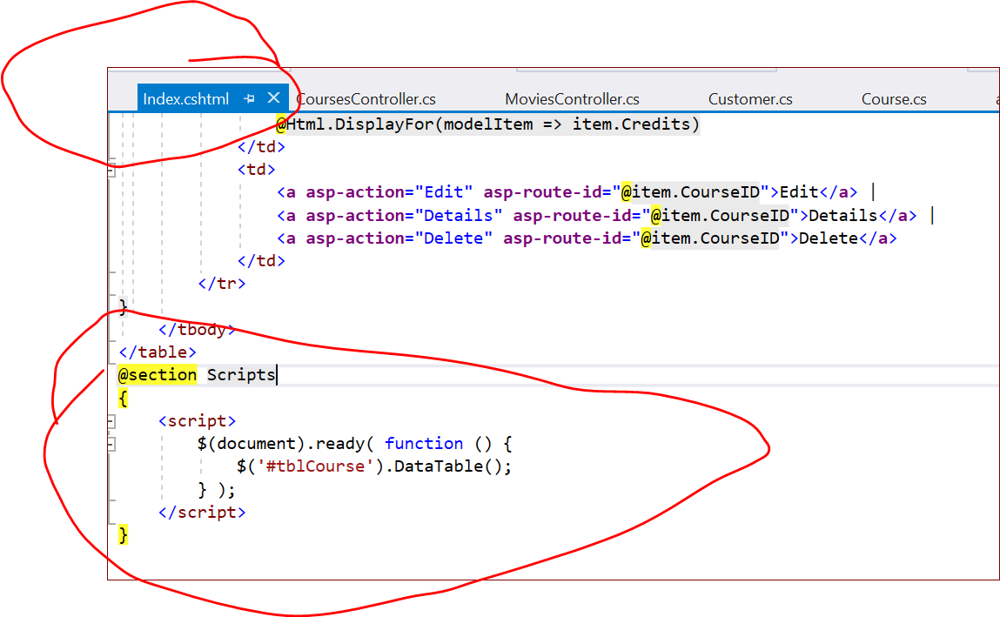 Index.cshtml CoursesController.cs MoviesController.cs Customer.cs Course.cs
@Html.DisplayFor(modelItem => item.Credits)
</td>
<td>
<a asp-action="Edit" asp-route-id="@item.CourseID">Edit</a> |
<a asp-action="Details" asp-route-id="@item.CourseID">Details</a> |
<a asp-action="Delete" asp-route-id="@item.CourseID">Delete</a>
</td>
</tr>
}
</tbody>
</table>
@section Scripts
{
<script>
$(document).ready( function () {
$('#tblCourse').DataTable();
} );
</script>
}